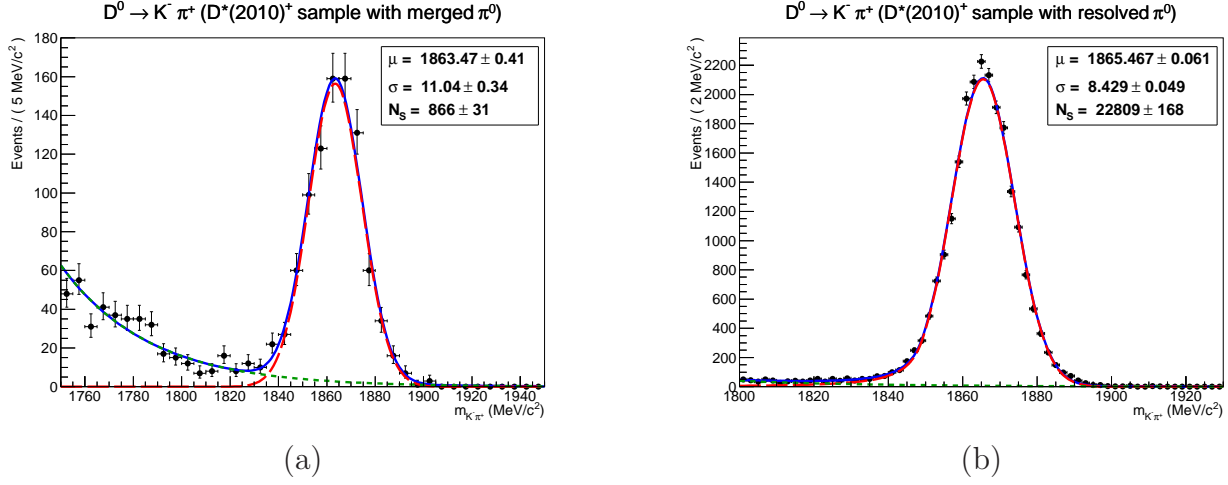 D⁰ → K⁻ π⁺ (D*(2010)⁺ sample with merged π⁰)
Events / ( 5 MeV/c² )
180
160
140
120
100
80
60
40
20
0
μ = 1863.47 ± 0.41
σ = 11.04 ± 0.34
N_S = 866 ± 31
1760 1780 1800 1820 1840 1860 1880 1900 1920 1940
m_K⁻π⁺ (MeV/c²)
(a)
D⁰ → K⁻ π⁺ (D*(2010)⁺ sample with resolved π⁰)
Events / ( 2 MeV/c² )
2200
2000
1800
1600
1400
1200
1000
800
600
400
200
0
μ = 1865.467 ± 0.061
σ = 8.429 ± 0.049
N_S = 22809 ± 168
1800 1820 1840 1860 1880 1900 1920
m_K⁻π⁺ (MeV/c²)
(b)